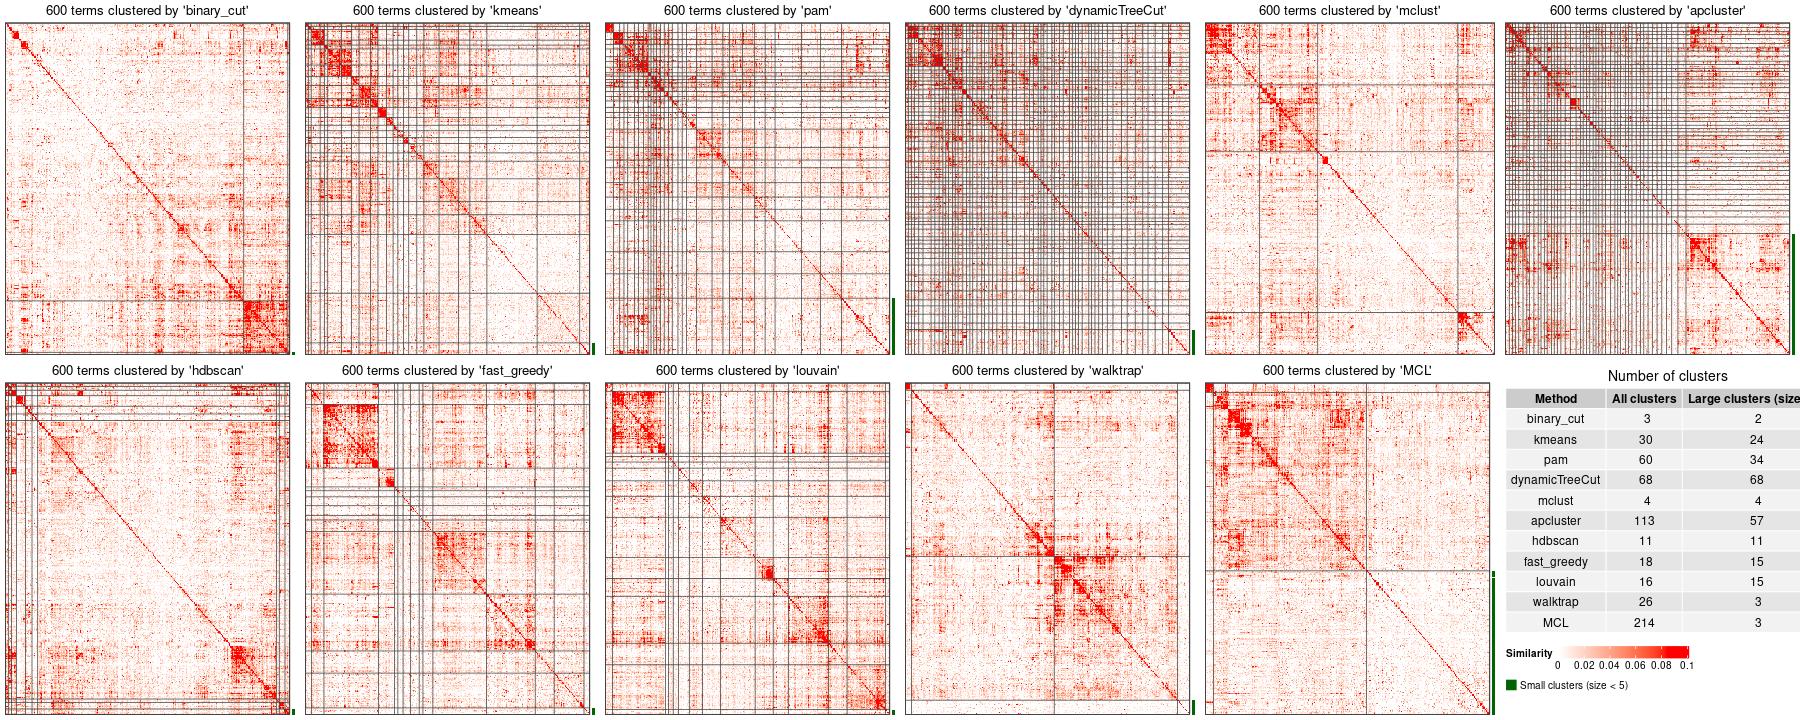 600 terms clustered by 'binary_cut'
600 terms clustered by 'kmeans'
600 terms clustered by 'pam'
600 terms clustered by 'dynamicTreeCut'
600 terms clustered by 'mclust'
600 terms clustered by 'apcluster'
600 terms clustered by 'hdbscan'
600 terms clustered by 'fast_greedy'
600 terms clustered by 'louvain'
600 terms clustered by 'walktrap'
600 terms clustered by 'MCL'
Number of clusters
Method All clusters Large clusters (size
binary_cut 3 2
kmeans 30 24
pam 60 34
dynamicTreeCut 68 68
mclust 4 4
apcluster 113 57
hdbscan 11 11
fast_greedy 18 15
louvain 16 15
walktrap 26 3
MCL 214 3
Similarity
0 0.02 0.04 0.06 0.08 0.1
Small clusters (size < 5)